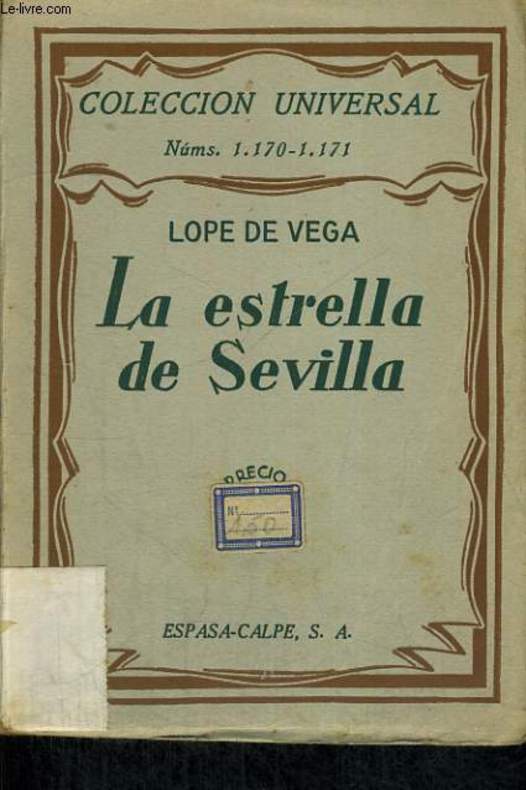 Le-livre.com
COLECCION UNIVERSAL
Núms. 1.170-1.171
LOPE DE VEGA
La estrella
de Sevilla
PRECIO
Nº
ESPASA-CALPE, S. A.